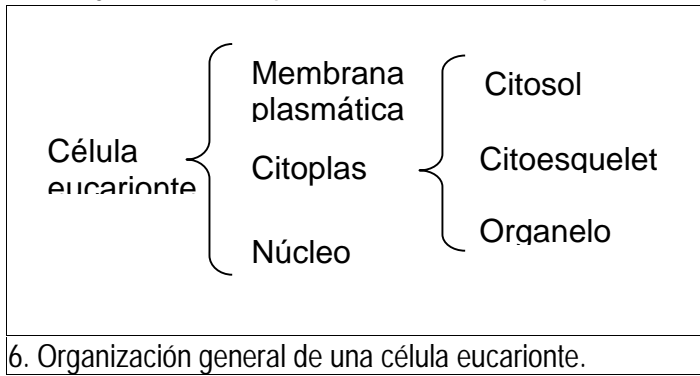 Célula
eucarionte
Membrana
plasmática
Citoplas
Núcleo
Citosol
Citoesquelet
Organelo
6. Organización general de una célula eucarionte.